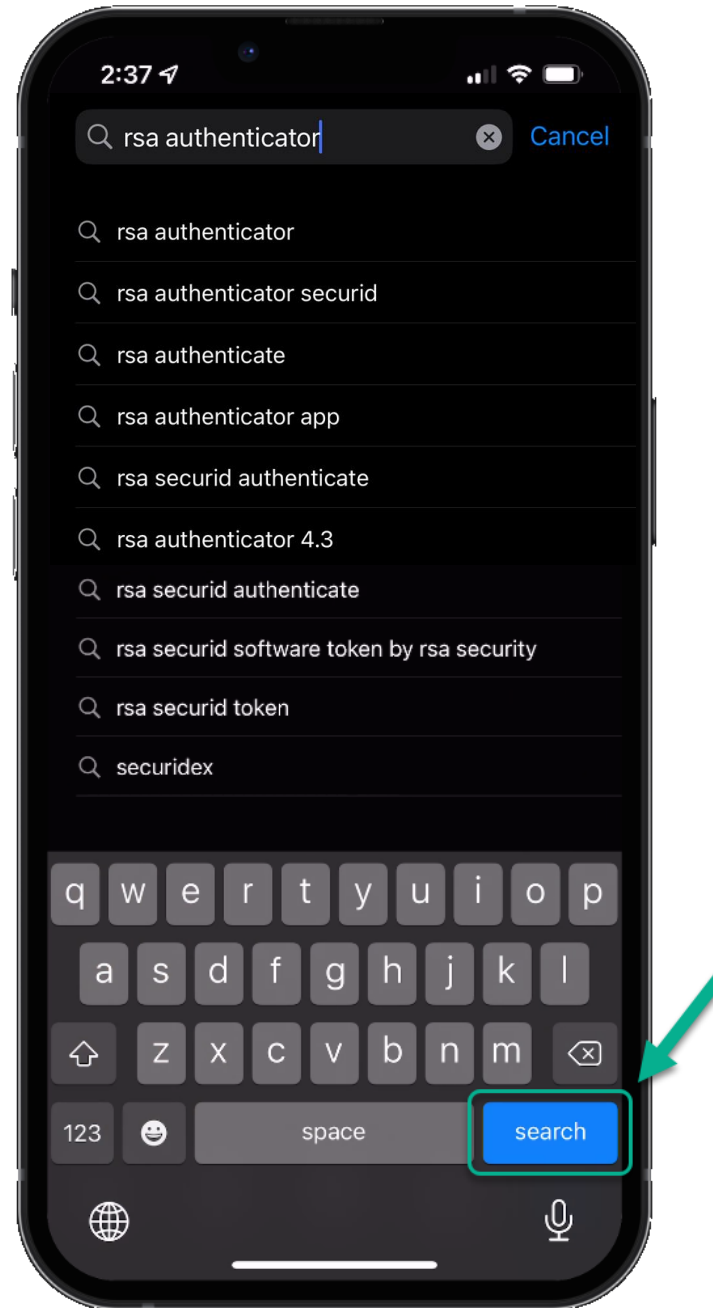 2:37
rsa authenticator
Cancel
rsa authenticator
rsa authenticator securid
rsa authenticate
rsa authenticator app
rsa securid authenticate
rsa authenticator 4.3
rsa securid authenticate
rsa securid software token by rsa security
rsa securid token
securidex
q w e r t y u i o p
a s d f g h j k l
z x c v b n m
123 space search